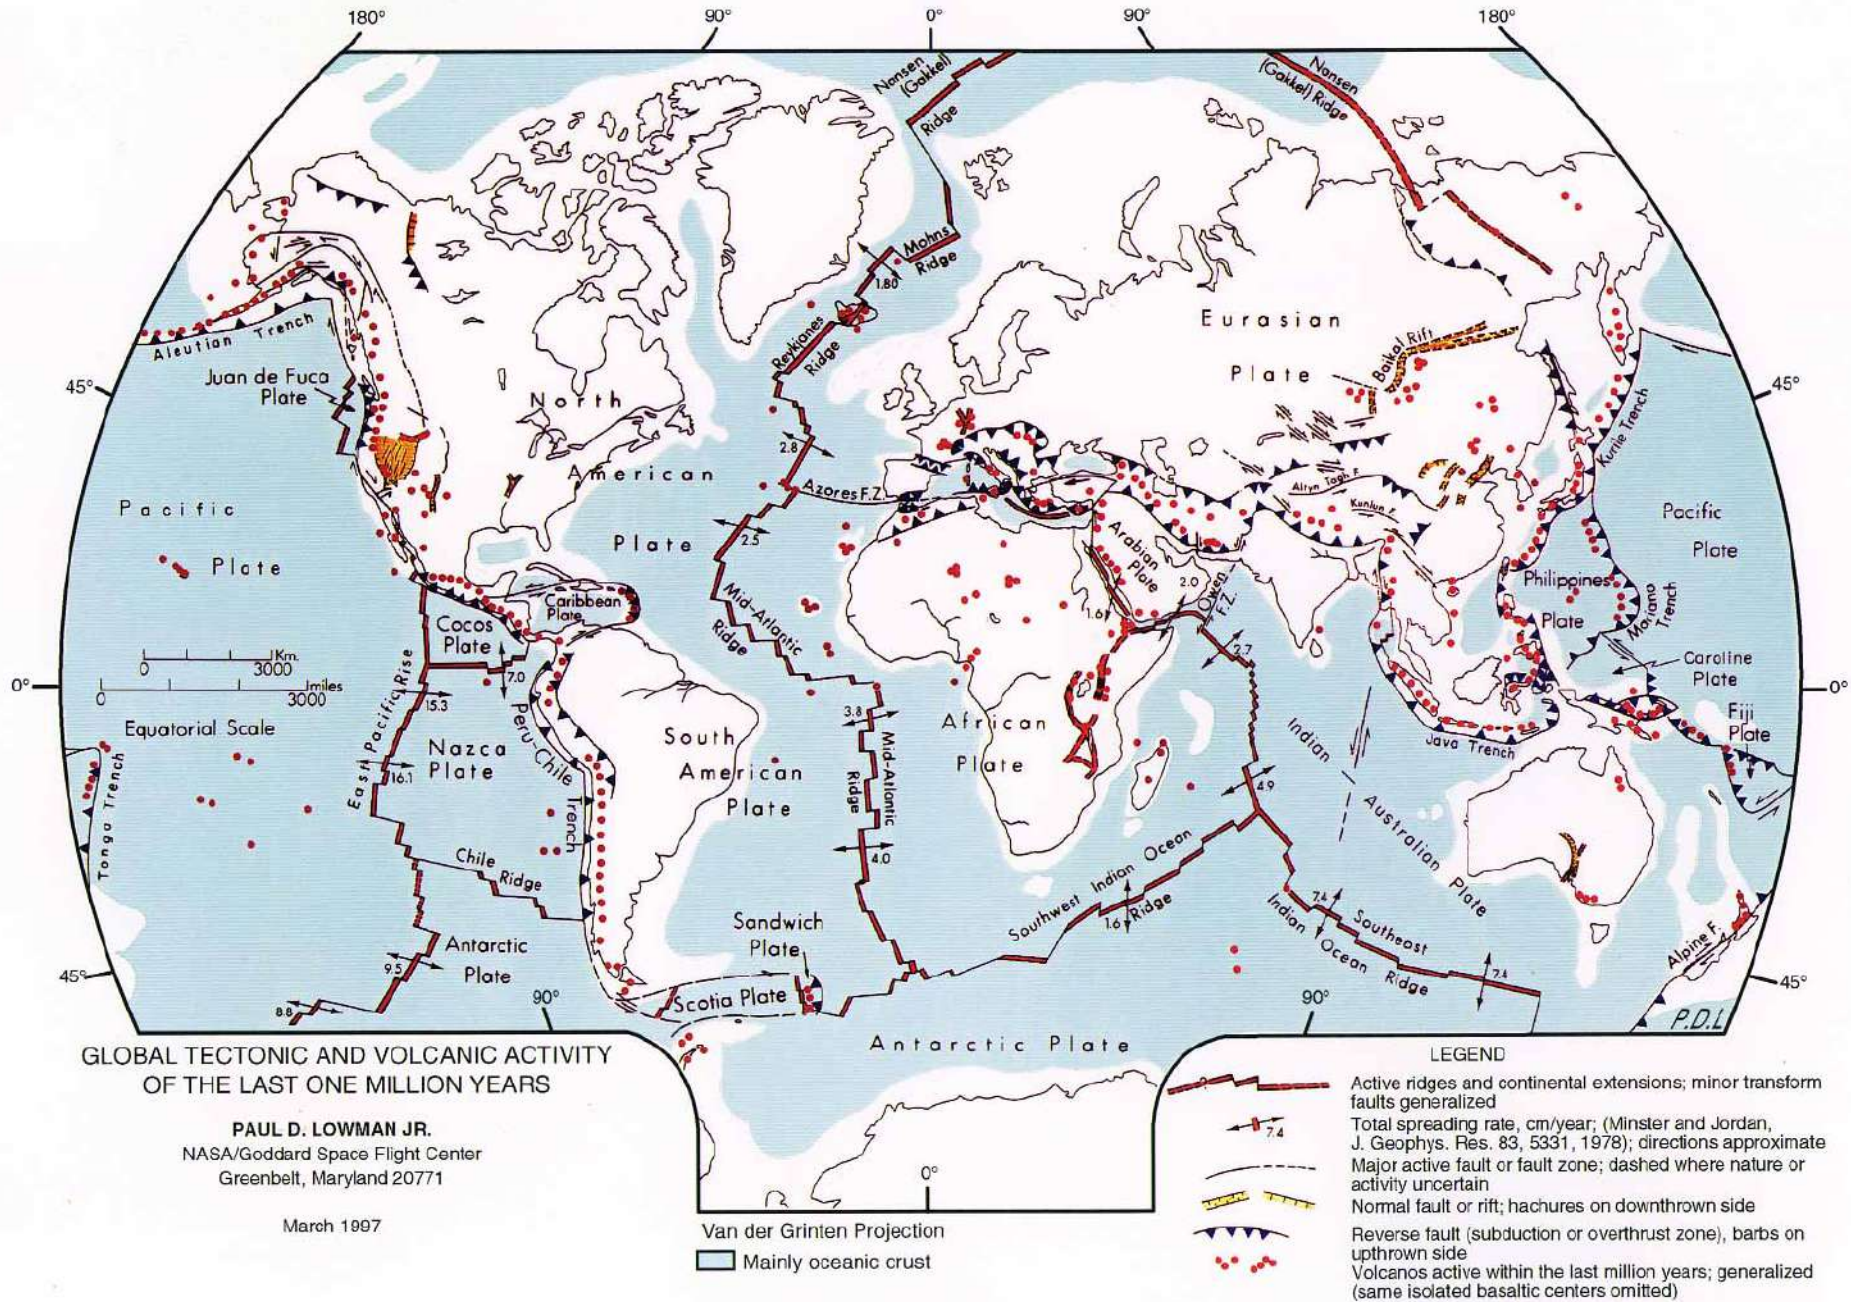 180°
90°
0°
90°
180°
Nansen
(Gakkel)
Ridge
Nansen
(Gakkel) Ridge
Mohns
Ridge
1.80
Reykjanes
Ridge
Aleutian Trench
Juan de Fuca
Plate
45°
45°
Eurasian
Plate
Baikal Rift
Kurile Trench
North
American
Plate
2.8
Azores F.Z.
2.5
Altyn Tagh F.
Kunlun F.
Pacific
Plate
Pacific
Plate
Arabian
Plate
2.0
1.6
Owen
F.Z.
2.7
Philippines
Plate
Mariana
Trench
Caroline
Plate
Caribbean
Plate
Cocos
Plate
7.0
Mid-Atlantic
Ridge
0 3000 Km.
0 3000 miles
Equatorial Scale
0°
0°
East Pacific Rise
15.3
16.1
Nazca
Plate
Peru-Chile
Trench
South
American
Plate
3.8
Mid-Atlantic
Ridge
4.0
African
Plate
4.9
Indian
Australian Plate
Java Trench
Fiji
Plate
Tonga Trench
Chile
Ridge
Southwest Indian Ocean
Ridge
1.6
7.4
Southeast
Indian Ocean Ridge
7.4
Alpine F.
Sandwich
Plate
Scotia Plate
Antarctic
Plate
9.5
8.8
45°
45°
90°
90°
Antarctic Plate
P.D.L
GLOBAL TECTONIC AND VOLCANIC ACTIVITY
OF THE LAST ONE MILLION YEARS
PAUL D. LOWMAN JR.
NASA/Goddard Space Flight Center
Greenbelt, Maryland 20771
March 1997
0°
Van der Grinten Projection
Mainly oceanic crust
LEGEND
Active ridges and continental extensions; minor transform
faults generalized
7.4
Total spreading rate, cm/year; (Minster and Jordan,
J. Geophys. Res. 83, 5331, 1978); directions approximate
Major active fault or fault zone; dashed where nature or
activity uncertain
Normal fault or rift; hachures on downthrown side
Reverse fault (subduction or overthrust zone), barbs on
upthrown side
Volcanos active within the last million years; generalized
(same isolated basaltic centers omitted)